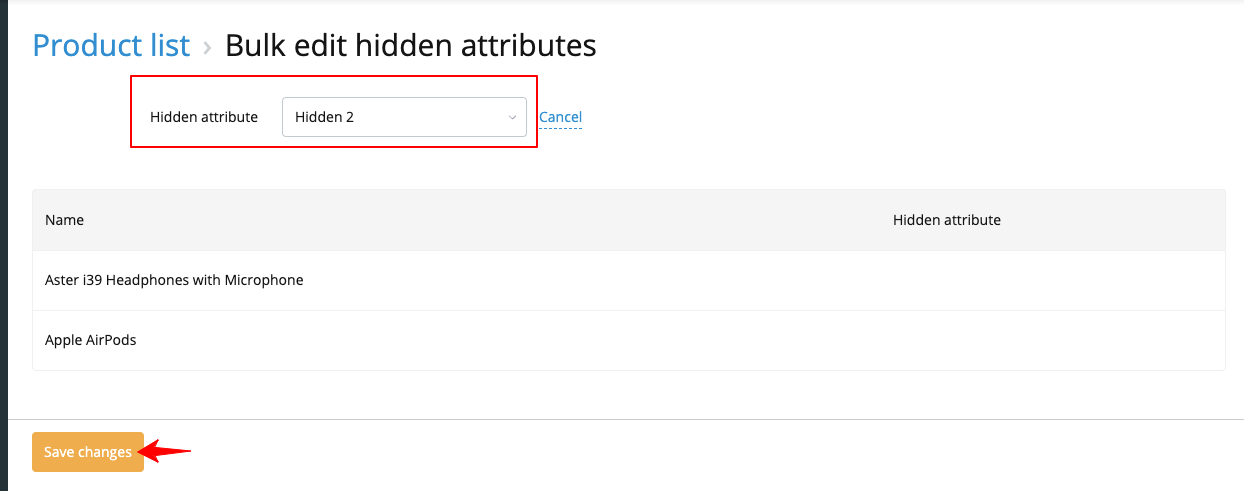 Product list › Bulk edit hidden attributes
Hidden attribute Hidden 2 Cancel
Name Hidden attribute
Aster i39 Headphones with Microphone
Apple AirPods
Save changes